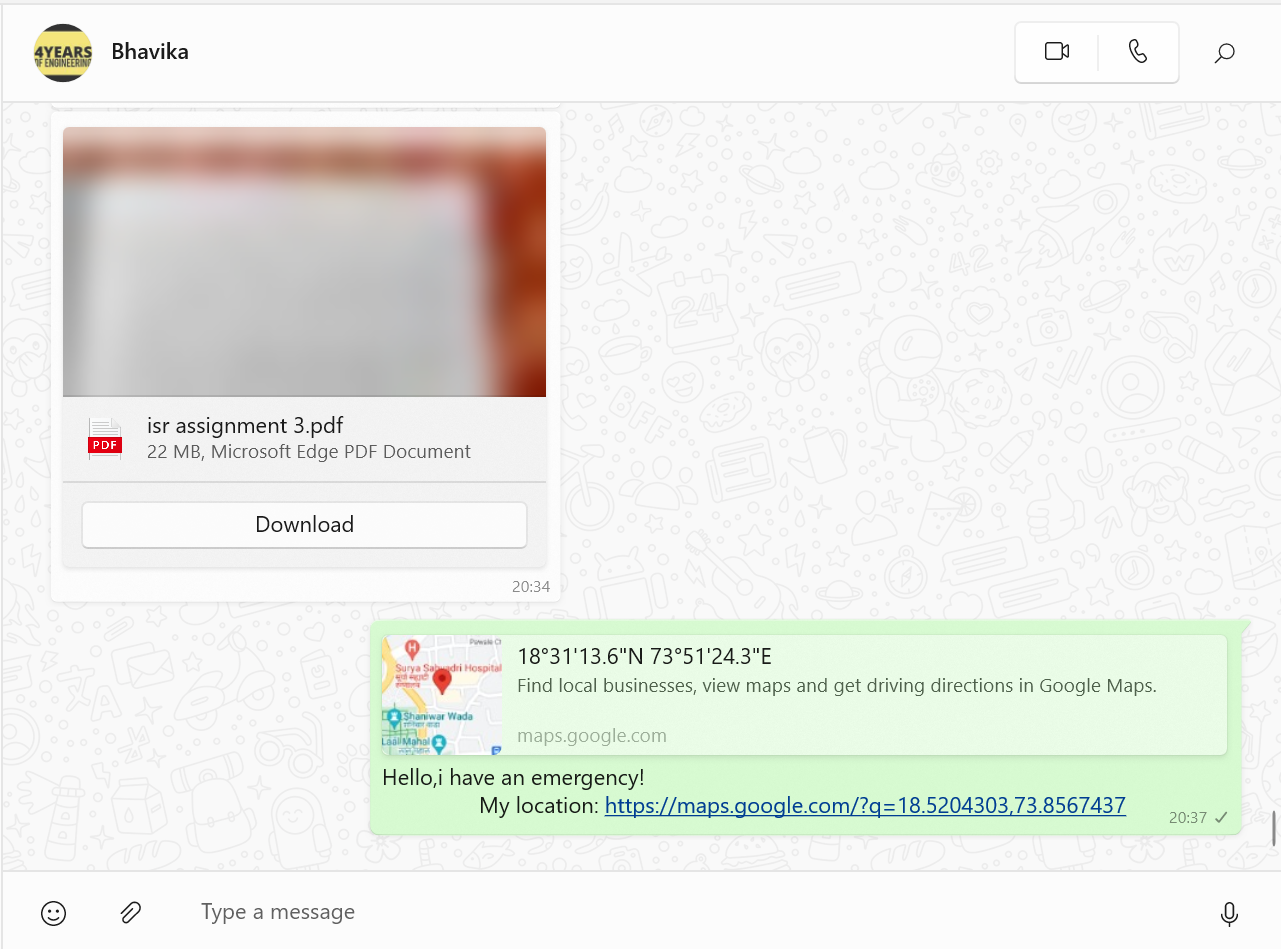 4YEARS
OF ENGINEERING
Bhavika
isr assignment 3.pdf
PDF
22 MB, Microsoft Edge PDF Document
Download
20:34
18°31'13.6"N 73°51'24.3"E
Find local businesses, view maps and get driving directions in Google Maps.
maps.google.com
H
Surya Sahyadri Hospital
Shaniwar Wada
शनिवार वाडा
Laal Mahal
Hello,i have an emergency!
My location: https://maps.google.com/?q=18.5204303,73.8567437
20:37
Type a message